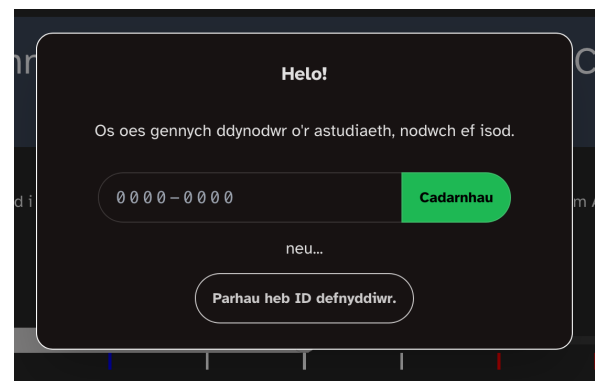 Helo!
Os oes gennych ddynodwr o'r astudiaeth, nodwch ef isod.
0000-0000
Cadarnhau
neu...
Parhau heb ID defnyddiwr.